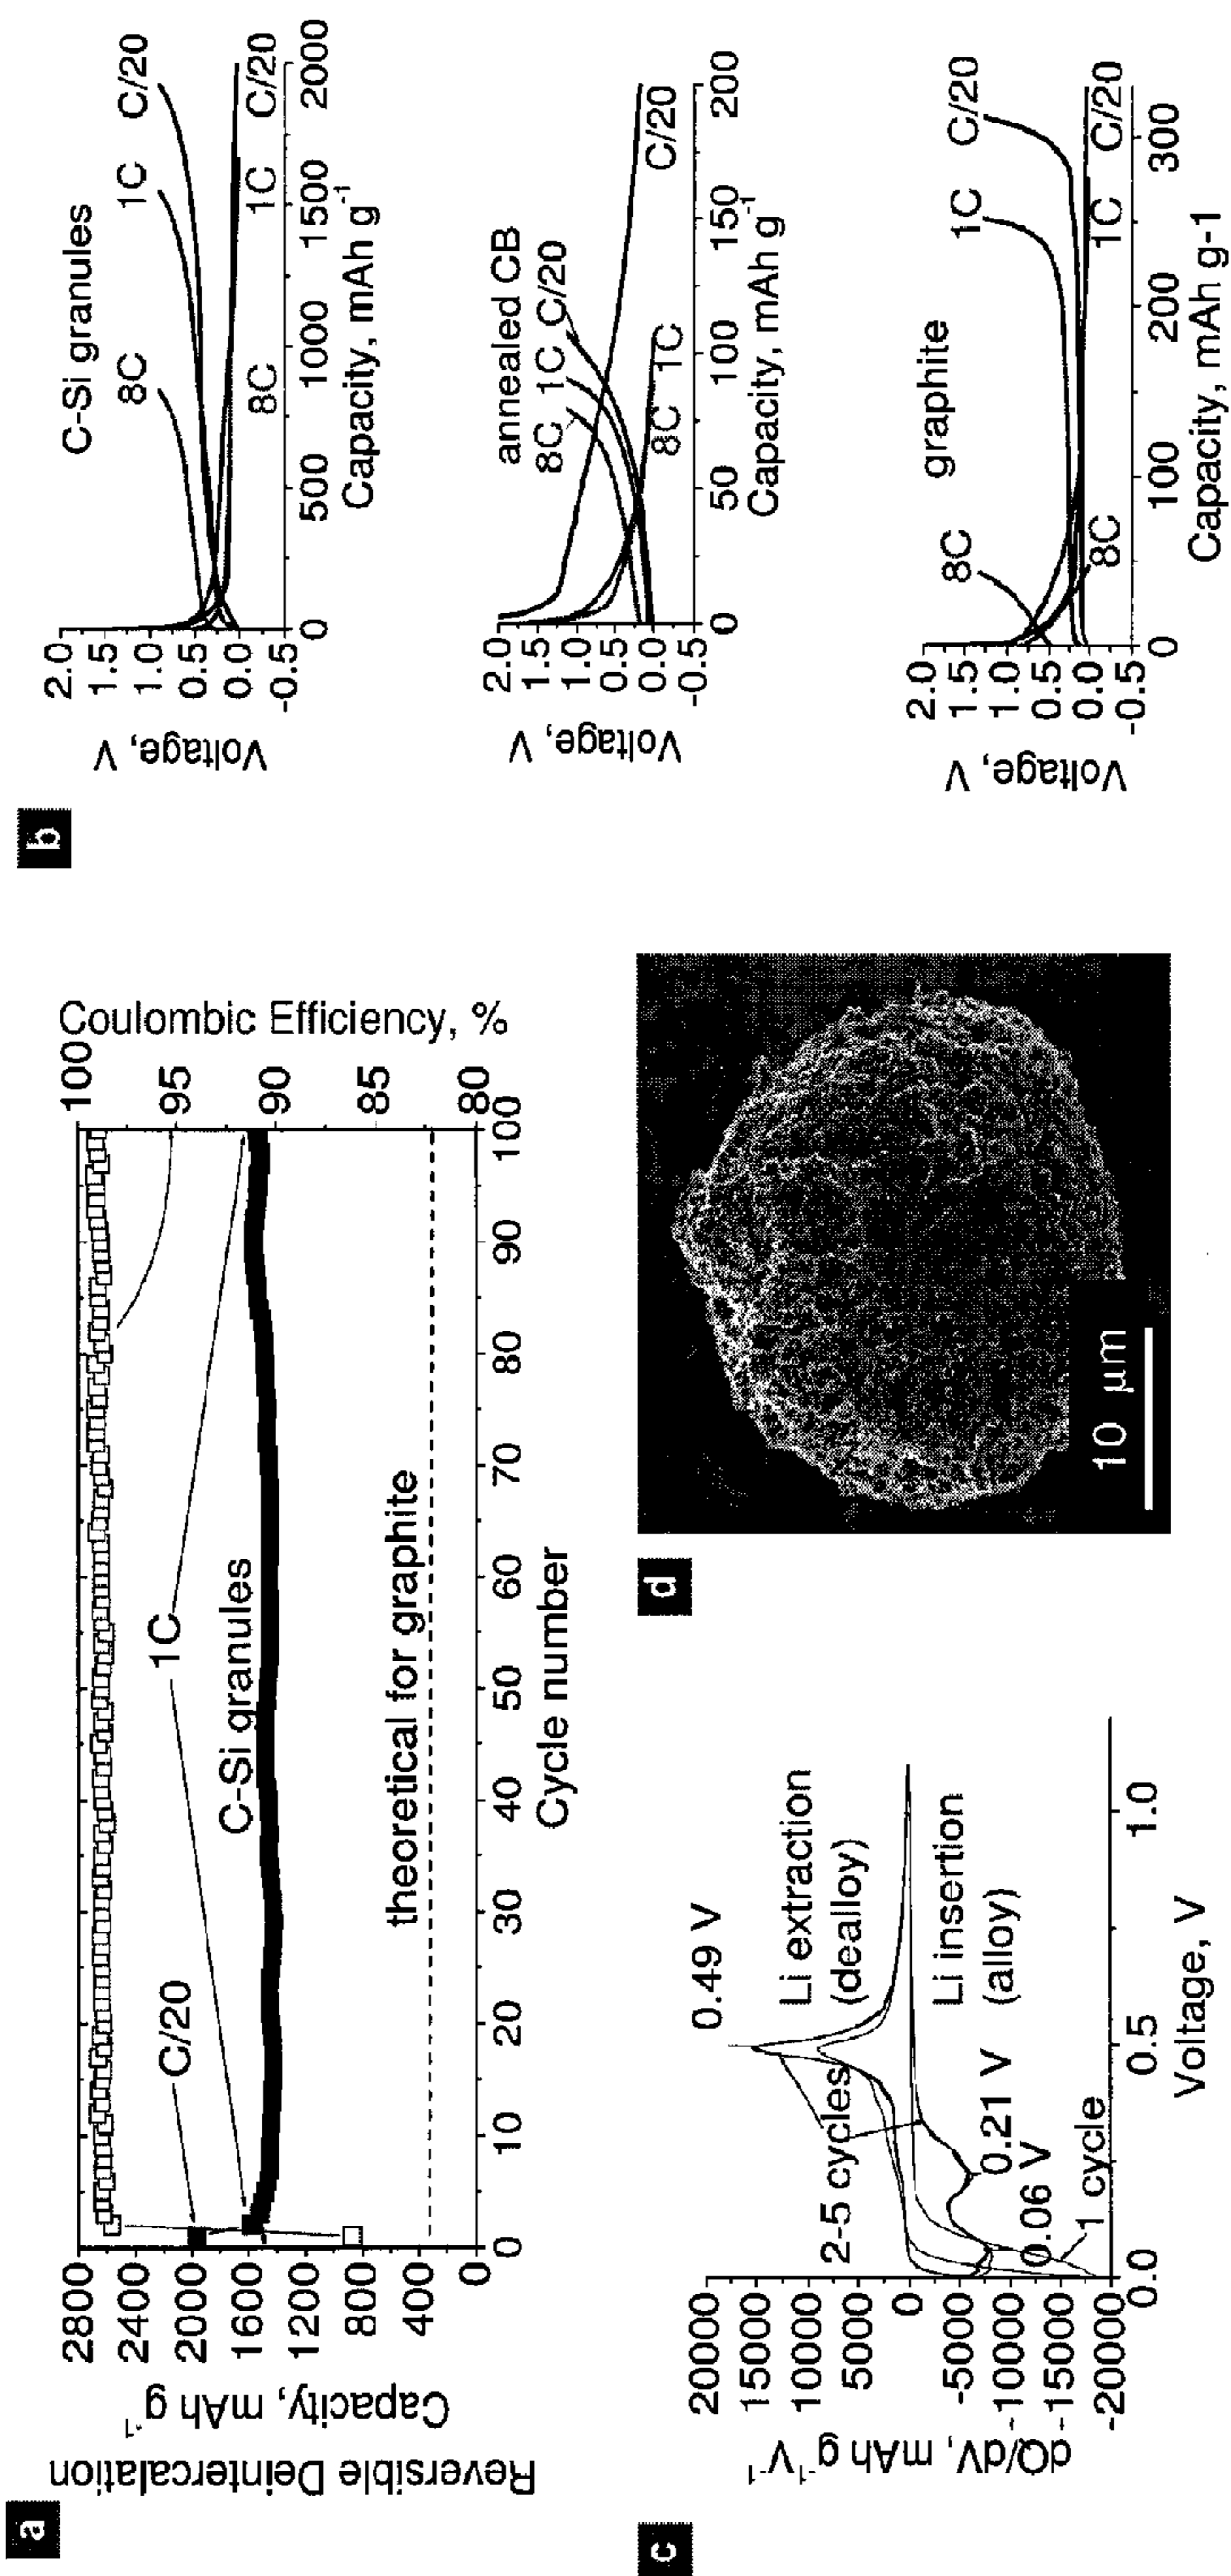 a
Reversible Deintercalation
Capacity, mAh g-1
2800
2400
2000
1600
1200
800
400
0
C/20
1C
C-Si granules
theoretical for graphite
0 10 20 30 40 50 60 70 80 90 100
Cycle number
100
95
90
85
80
Coulombic Efficiency, %
b
Voltage, V
2.0
1.5
1.0
0.5
0.0
-0.5
C-Si granules
8C 1C C/20
8C 1C C/20
0 500 1000 1500 2000
Capacity, mAh g-1
Voltage, V
2.0
1.5
1.0
0.5
0.0
-0.5
annealed CB
8C 1C C/20
8C 1C C/20
0 50 100 150 200
Capacity, mAh g-1
Voltage, V
2.0
1.5
1.0
0.5
0.0
-0.5
graphite
8C 1C C/20
8C 1C C/20
0 100 200 300
Capacity, mAh g-1
c
dQ/dV, mAh g-1V-1
20000
15000
10000
5000
0
-5000
-10000
-15000
-20000
0.49 V
2-5 cycles
Li extraction
(dealloy)
Li insertion
(alloy)
0.21 V
0.06 V
1 cycle
0.0 0.5 1.0
Voltage, V
d
10 μm